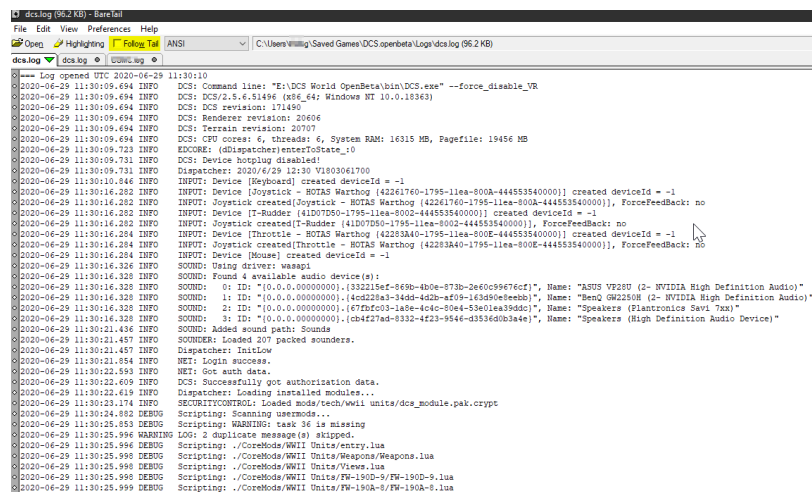 dcs.log (96.2 KB) - BareTail
File Edit View Preferences Help
Open Highlighting Follow Tail ANSI C:\Users\ g\Saved Games\DCS.openbeta\Logs\dcs.log (96.2 KB)
dcs.log dcs.log .log
=== Log opened UTC 2020-06-29 11:30:10
2020-06-29 11:30:09.694 INFO DCS: Command line: "E:\DCS World OpenBeta\bin\DCS.exe" --force_disable_VR
2020-06-29 11:30:09.694 INFO DCS: DCS/2.5.6.51496 (x86_64; Windows NT 10.0.18363)
2020-06-29 11:30:09.694 INFO DCS: DCS revision: 171490
2020-06-29 11:30:09.694 INFO DCS: Renderer revision: 20606
2020-06-29 11:30:09.694 INFO DCS: Terrain revision: 20707
2020-06-29 11:30:09.694 INFO DCS: CPU cores: 6, threads: 6, System RAM: 16315 MB, Pagefile: 19456 MB
2020-06-29 11:30:09.723 INFO EDCORE: (dDispatcher)enterToState_:0
2020-06-29 11:30:09.731 INFO DCS: Device hotplug disabled!
2020-06-29 11:30:09.731 INFO Dispatcher: 2020/6/29 12:30 V1803061700
2020-06-29 11:30:10.846 INFO INPUT: Device [Keyboard] created deviceId = -1
2020-06-29 11:30:16.282 INFO INPUT: Device [Joystick - HOTAS Warthog {42261760-1795-11ea-800A-444553540000}] created deviceId = -1
2020-06-29 11:30:16.282 INFO INPUT: Joystick created[Joystick - HOTAS Warthog {42261760-1795-11ea-800A-444553540000}], ForceFeedBack: no
2020-06-29 11:30:16.282 INFO INPUT: Device [T-Rudder {41D07D50-1795-11ea-8002-444553540000}] created deviceId = -1
2020-06-29 11:30:16.282 INFO INPUT: Joystick created[T-Rudder {41D07D50-1795-11ea-8002-444553540000}], ForceFeedBack: no
2020-06-29 11:30:16.284 INFO INPUT: Device [Throttle - HOTAS Warthog {42283A40-1795-11ea-800E-444553540000}] created deviceId = -1
2020-06-29 11:30:16.284 INFO INPUT: Joystick created[Throttle - HOTAS Warthog {42283A40-1795-11ea-800E-444553540000}], ForceFeedBack: no
2020-06-29 11:30:16.284 INFO INPUT: Device [Mouse] created deviceId = -1
2020-06-29 11:30:16.326 INFO SOUND: Using driver: wasapi
2020-06-29 11:30:16.328 INFO SOUND: Found 4 available audio device(s):
2020-06-29 11:30:16.328 INFO SOUND: 0: ID: "{0.0.0.00000000}.{332215ef-869b-4b0e-873b-2e60c99676cf}", Name: "ASUS VP28U (2- NVIDIA High Definition Audio)"
2020-06-29 11:30:16.328 INFO SOUND: 1: ID: "{0.0.0.00000000}.{4cd228a3-34dd-4d2b-af09-163d90e8eebb}", Name: "BenQ GW2250H (2- NVIDIA High Definition Audio)"
2020-06-29 11:30:16.328 INFO SOUND: 2: ID: "{0.0.0.00000000}.{67fbfc03-1a8e-4c4c-80e4-53e01ea39ddc}", Name: "Speakers (Plantronics Savi 7xx)"
2020-06-29 11:30:16.328 INFO SOUND: 3: ID: "{0.0.0.00000000}.{cb4f27ad-8332-4f23-9546-d3536d0b3a4e}", Name: "Speakers (High Definition Audio Device)"
2020-06-29 11:30:21.436 INFO SOUND: Added sound path: Sounds
2020-06-29 11:30:21.457 INFO SOUNDER: Loaded 207 packed sounders.
2020-06-29 11:30:21.457 INFO Dispatcher: InitLow
2020-06-29 11:30:21.854 INFO NET: Login success.
2020-06-29 11:30:22.593 INFO NET: Got auth data.
2020-06-29 11:30:22.609 INFO DCS: Successfully got authorization data.
2020-06-29 11:30:22.619 INFO Dispatcher: Loading installed modules...
2020-06-29 11:30:23.174 INFO SECURITYCONTROL: Loaded mods/tech/wwii units/dcs_module.pak.crypt
2020-06-29 11:30:24.882 DEBUG Scripting: Scanning usermods...
2020-06-29 11:30:25.853 DEBUG Scripting: WARNING: task 36 is missing
2020-06-29 11:30:25.996 WARNING LOG: 2 duplicate message(s) skipped.
2020-06-29 11:30:25.996 DEBUG Scripting: ./CoreMods/WWII Units/entry.lua
2020-06-29 11:30:25.998 DEBUG Scripting: ./CoreMods/WWII Units/Weapons/Weapons.lua
2020-06-29 11:30:25.998 DEBUG Scripting: ./CoreMods/WWII Units/Views.lua
2020-06-29 11:30:25.998 DEBUG Scripting: ./CoreMods/WWII Units/FW-190D-9/FW-190D-9.lua
2020-06-29 11:30:25.999 DEBUG Scripting: ./CoreMods/WWII Units/FW-190A-8/FW-190A-8.lua